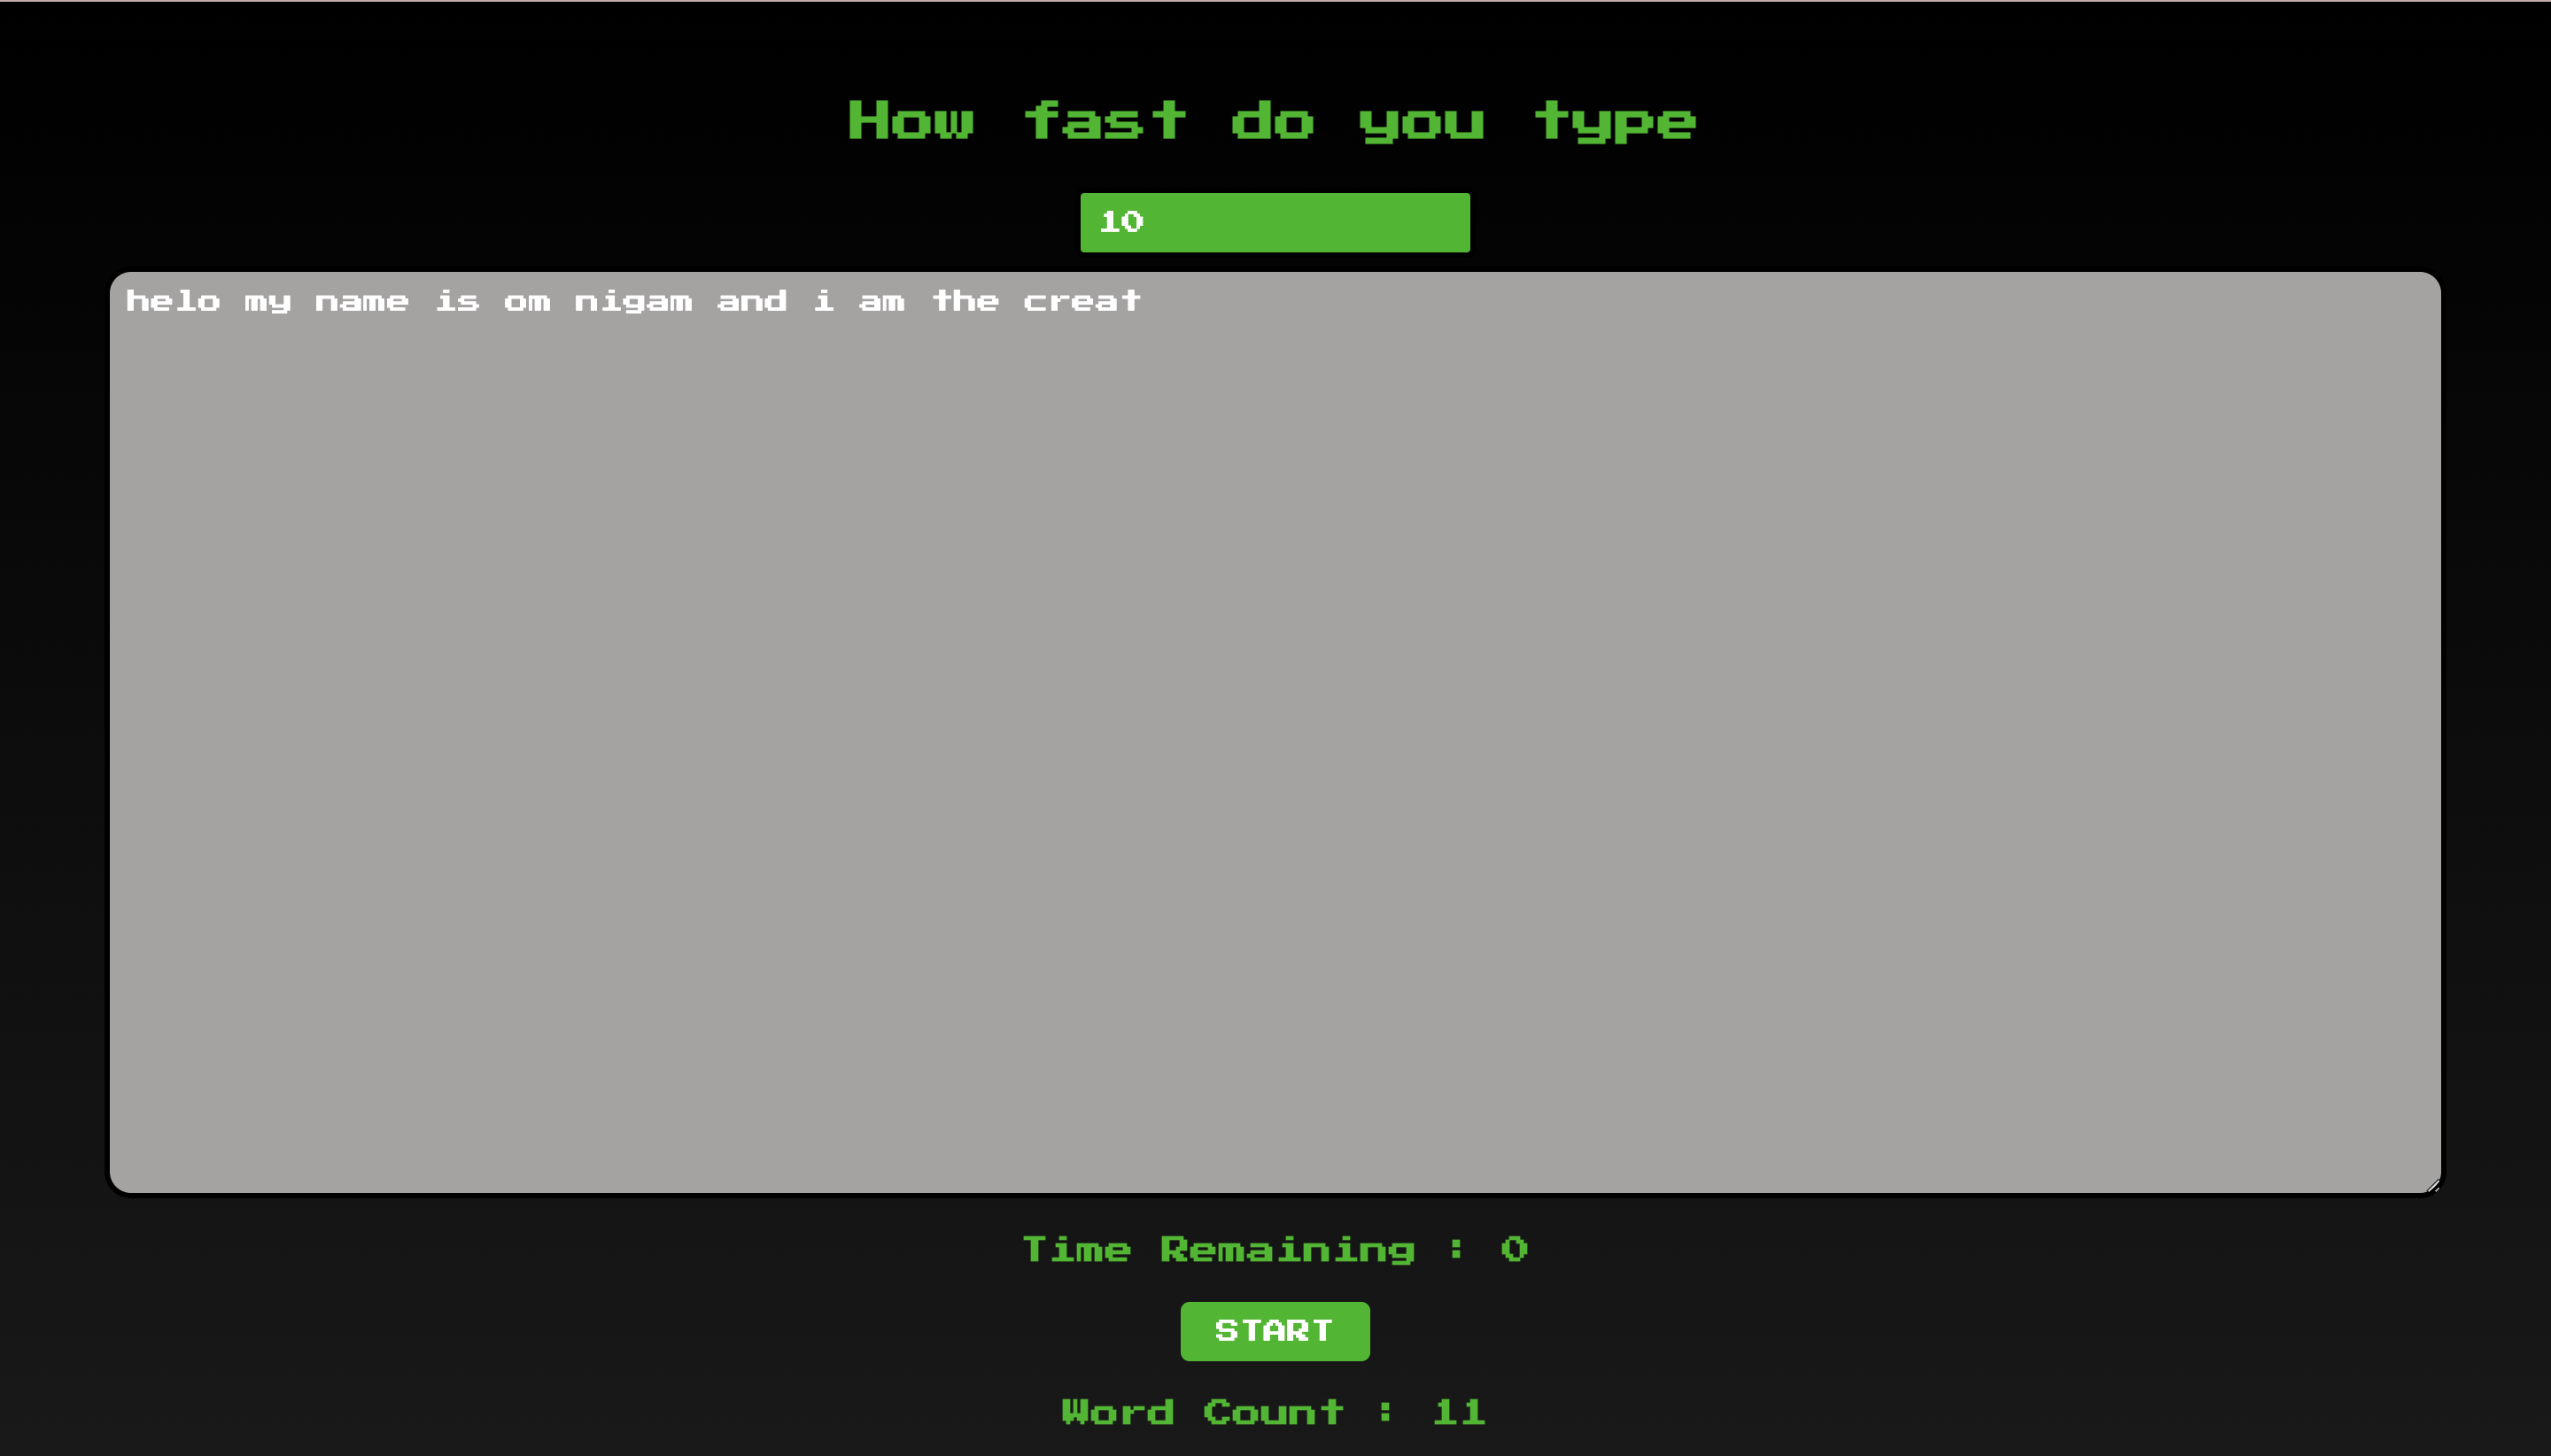 How fast do you type
10
helo my name is om nigam and i am the creat
Time Remaining : 0
START
Word Count : 11